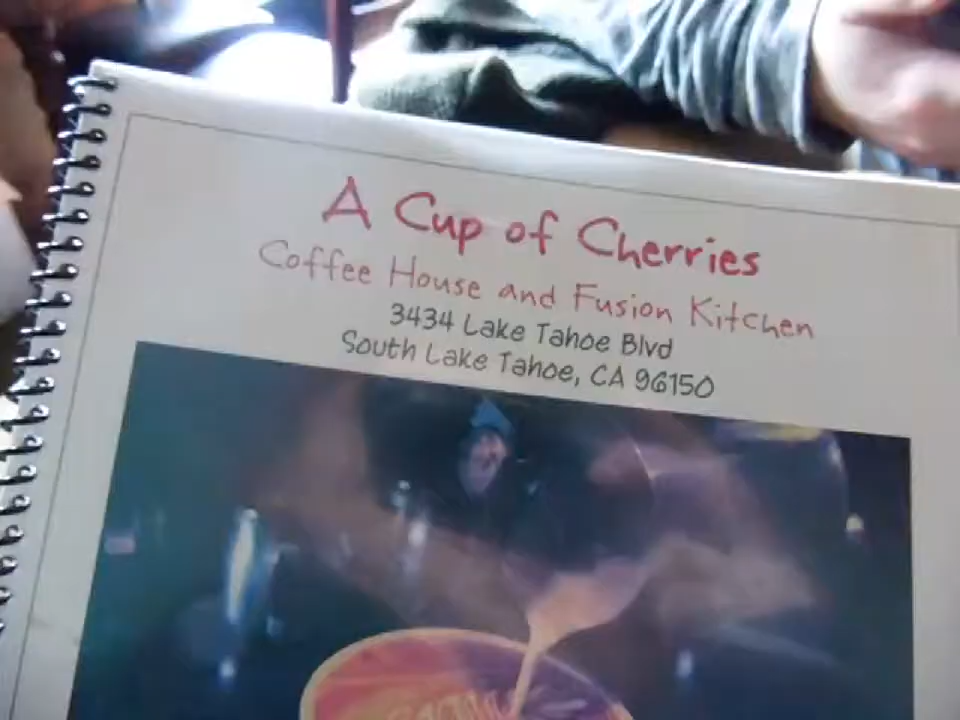 A Cup of Cherries
Coffee House and Fusion Kitchen
3434 Lake Tahoe Blvd
South Lake Tahoe, CA 96150